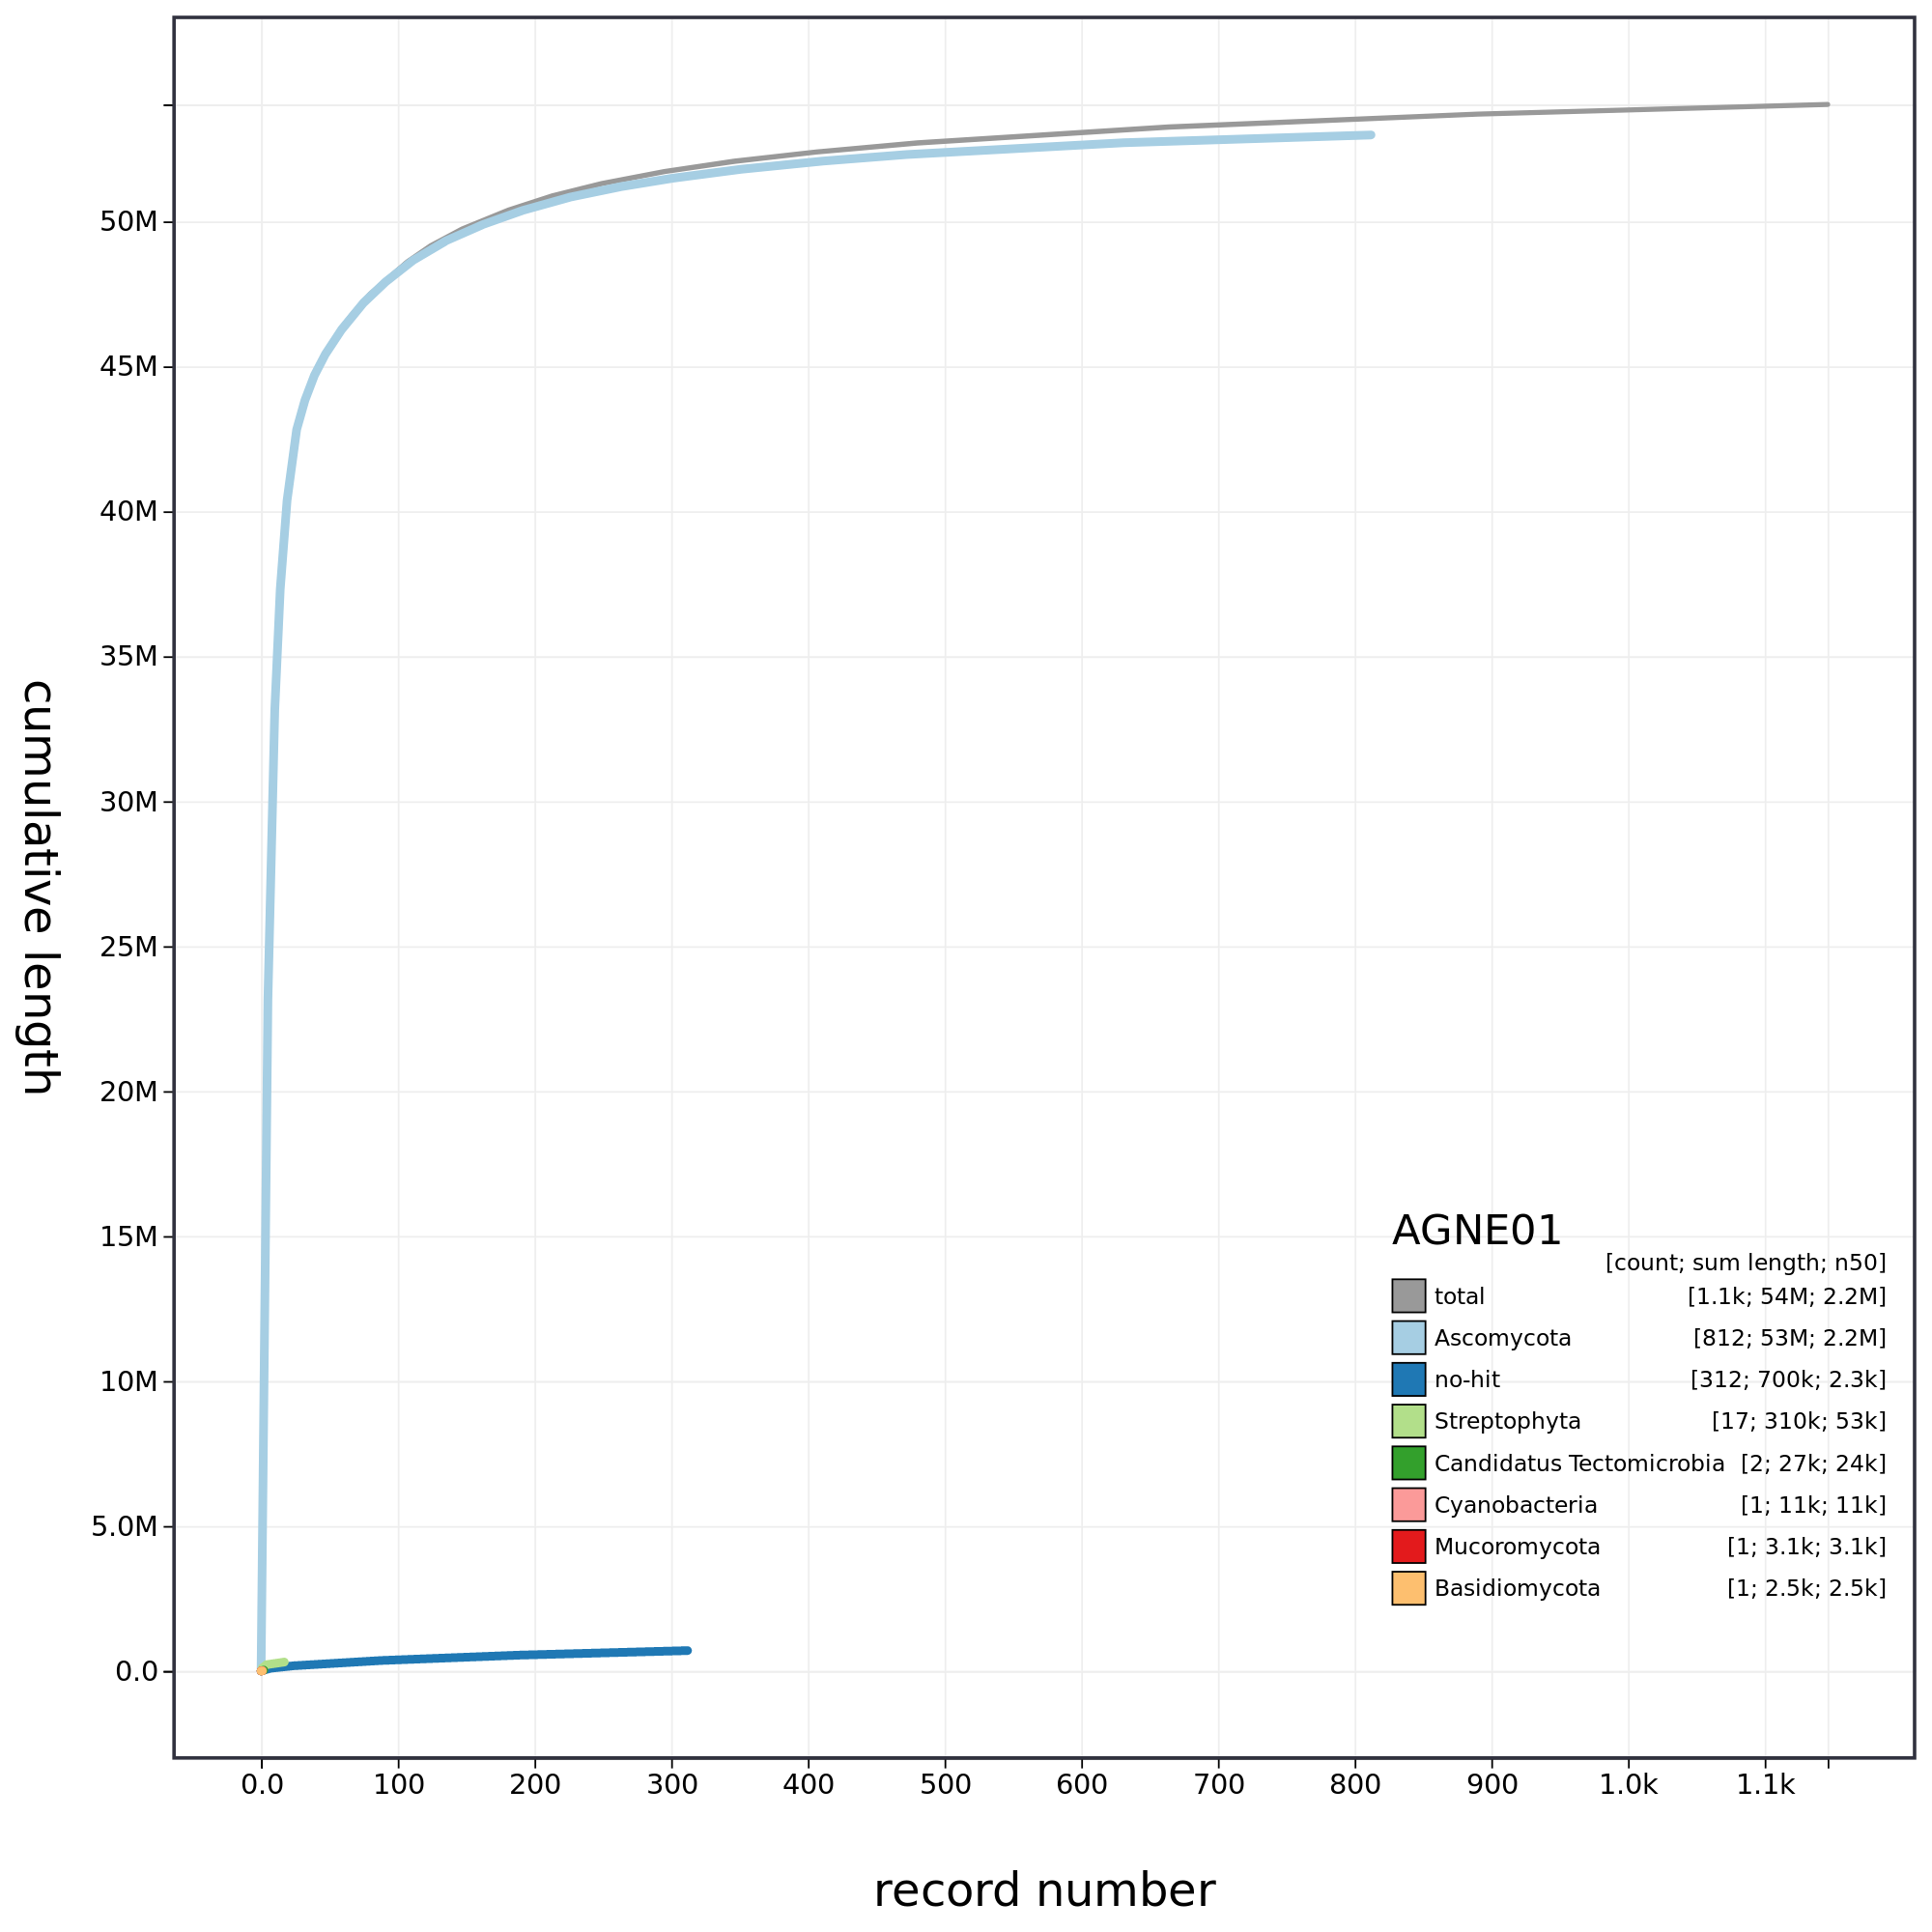 50M
45M
40M
35M
30M
25M
20M
15M
10M
5.0M
0.0
cumulative length
AGNE01
[count; sum length; n50]
total [1.1k; 54M; 2.2M]
Ascomycota [812; 53M; 2.2M]
no-hit [312; 700k; 2.3k]
Streptophyta [17; 310k; 53k]
Candidatus Tectomicrobia [2; 27k; 24k]
Cyanobacteria [1; 11k; 11k]
Mucoromycota [1; 3.1k; 3.1k]
Basidiomycota [1; 2.5k; 2.5k]
0.0 100 200 300 400 500 600 700 800 900 1.0k 1.1k
record number